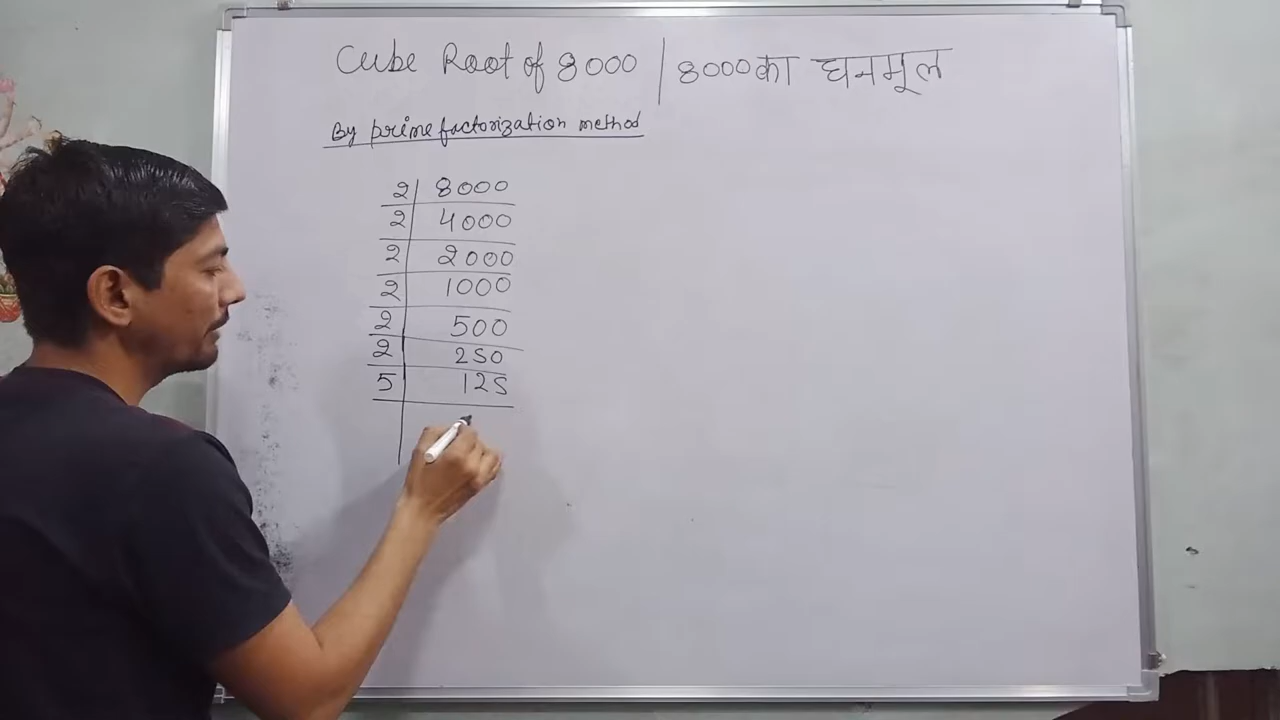 Cube Root of 8000 | 8000 का घनमूल
By prime factorization method
2 | 8000
2 | 4000
2 | 2000
2 | 1000
2 | 500
2 | 250
5 | 125